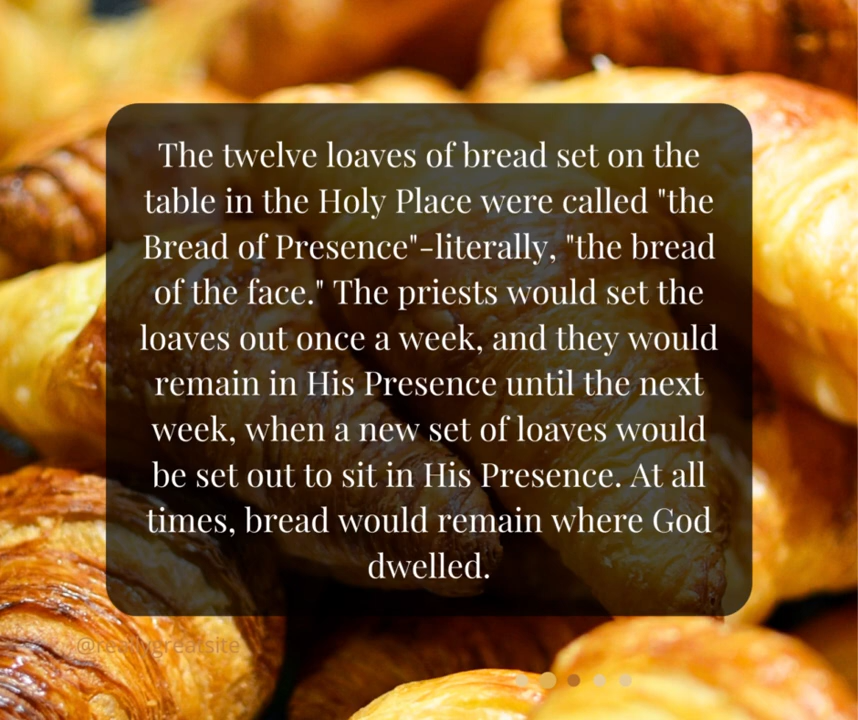 The twelve loaves of bread set on the
table in the Holy Place were called "the
Bread of Presence"-literally, "the bread
of the face." The priests would set the
loaves out once a week, and they would
remain in His Presence until the next
week, when a new set of loaves would
be set out to sit in His Presence. At all
times, bread would remain where God
dwelled.
@reallygreatsite